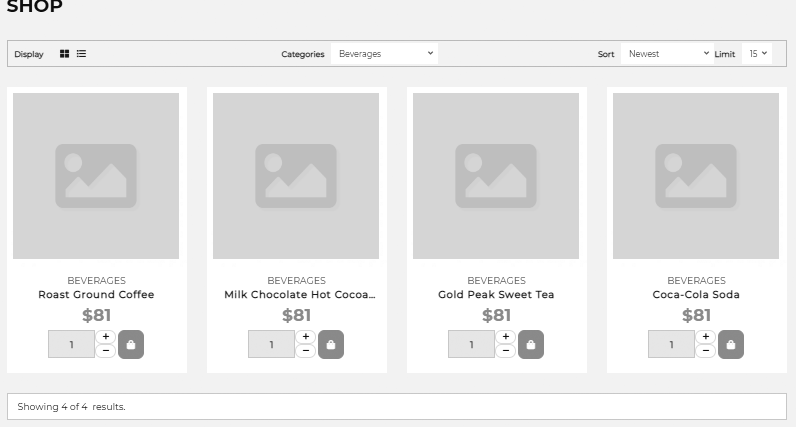 SHOP
Display Categories Beverages Sort Newest Limit 15
BEVERAGES BEVERAGES BEVERAGES BEVERAGES
Roast Ground Coffee Milk Chocolate Hot Cocoa... Gold Peak Sweet Tea Coca-Cola Soda
$81 $81 $81 $81
1 + − 1 + − 1 + − 1 + −
Showing 4 of 4 results.